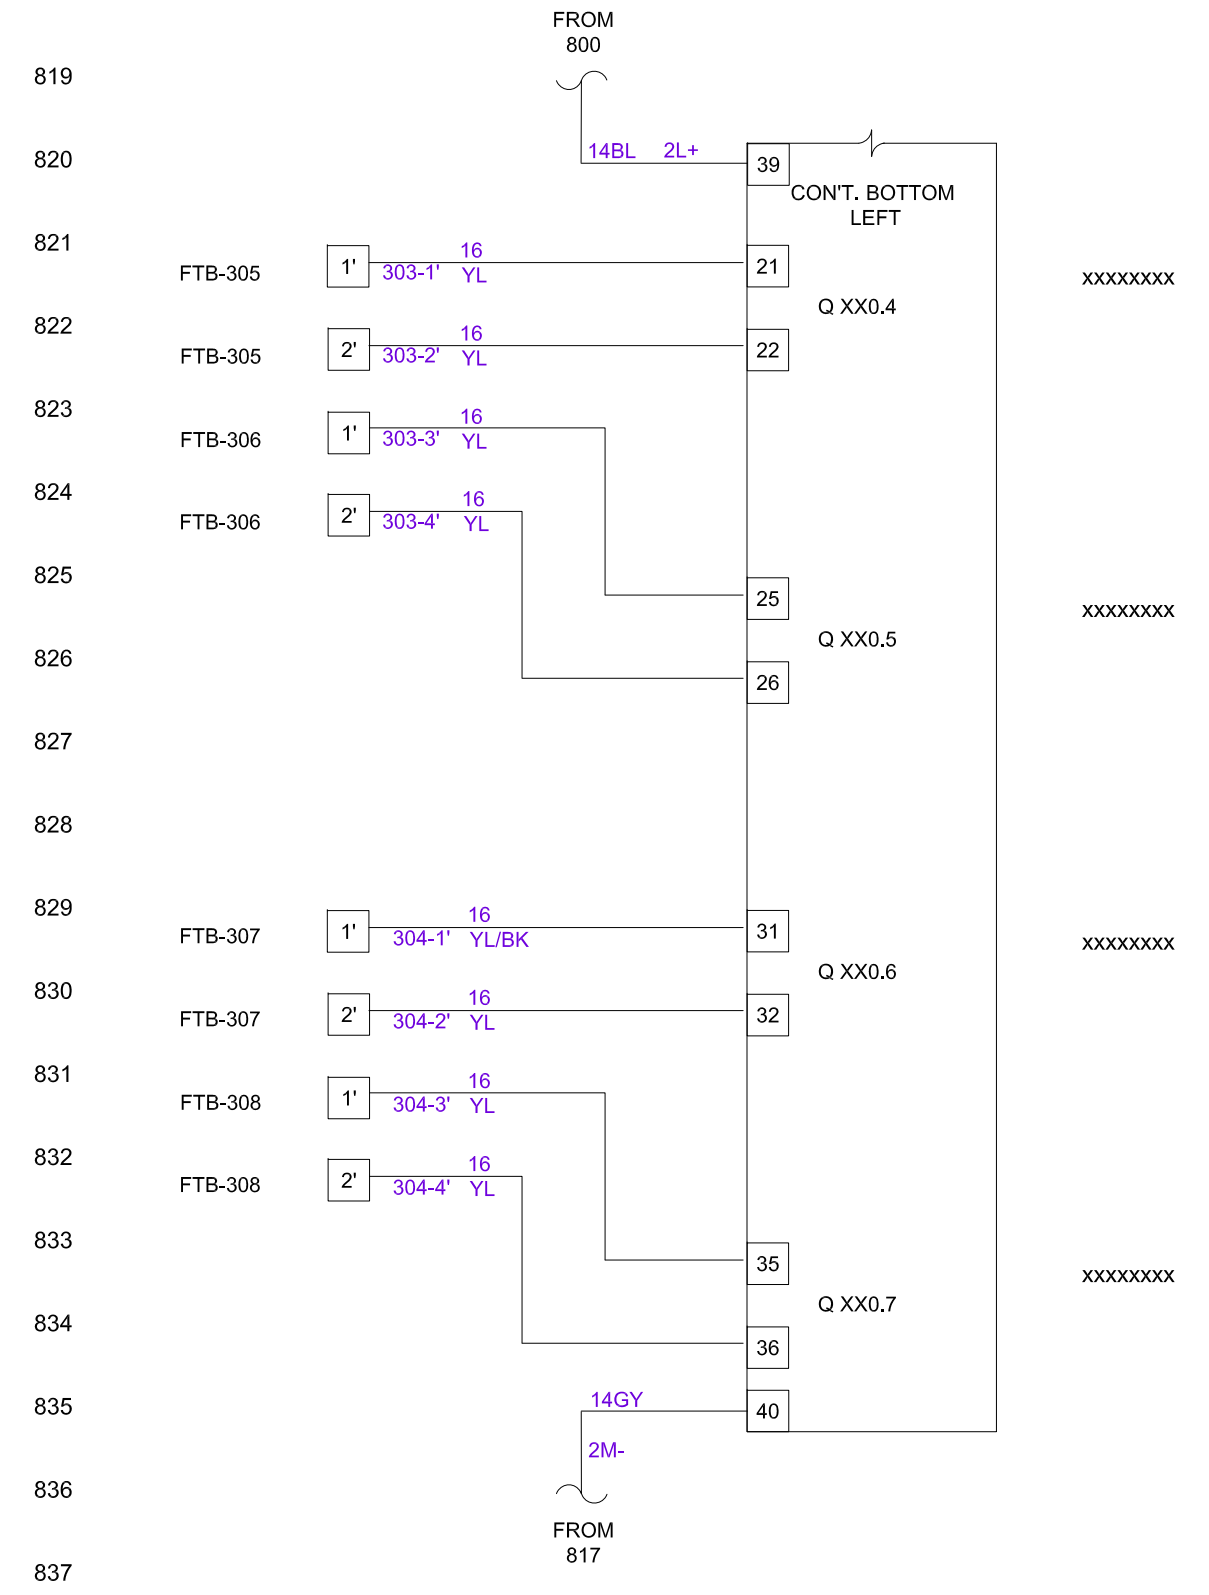 FROM
800
819
820
14BL 2L+
39
CON'T. BOTTOM
LEFT
821
FTB-305
1'
303-1'
16
YL
21
Q XX0.4
xxxxxxxx
822
FTB-305
2'
303-2'
16
YL
22
823
FTB-306
1'
303-3'
16
YL
824
FTB-306
2'
303-4'
16
YL
825
25
Q XX0.5
xxxxxxxx
826
26
827
828
829
FTB-307
1'
304-1'
16
YL/BK
31
Q XX0.6
xxxxxxxx
830
FTB-307
2'
304-2'
16
YL
32
831
FTB-308
1'
304-3'
16
YL
832
FTB-308
2'
304-4'
16
YL
833
35
Q XX0.7
xxxxxxxx
834
36
835
14GY
40
2M-
836
FROM
817
837